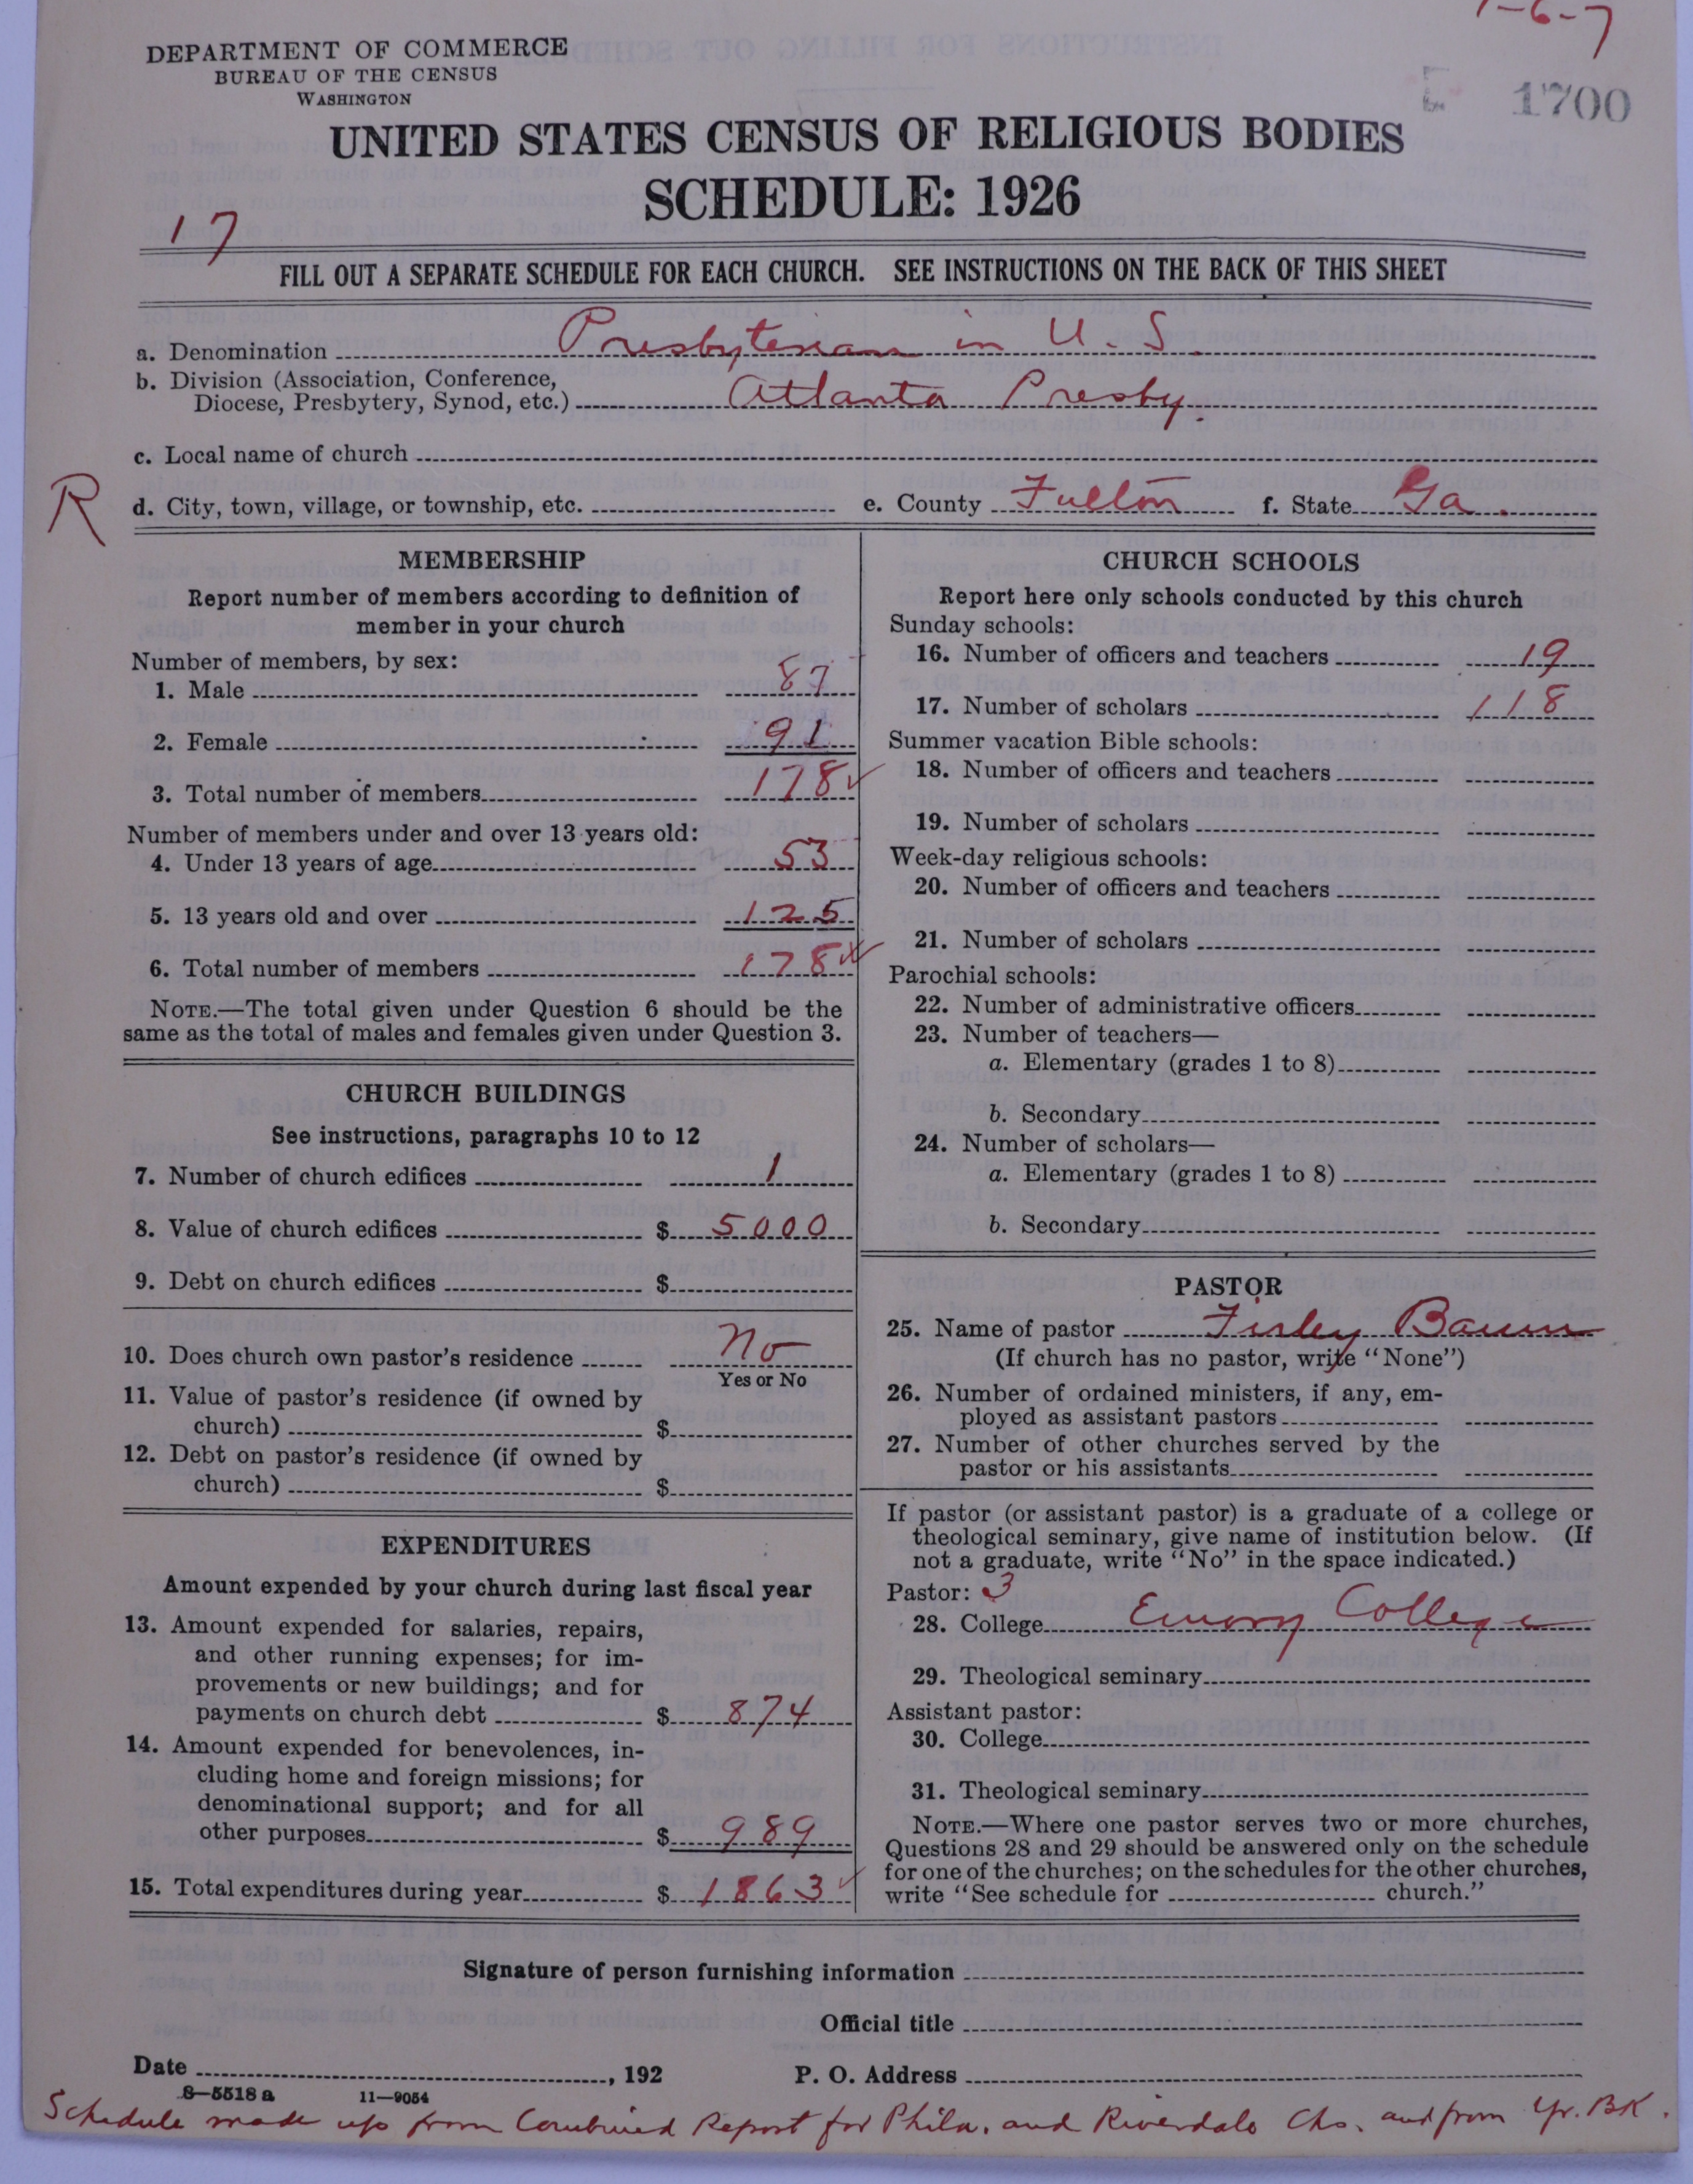 1-6-7
DEPARTMENT OF COMMERCE
BUREAU OF THE CENSUS
WASHINGTON
1700
UNITED STATES CENSUS OF RELIGIOUS BODIES
SCHEDULE: 1926
17
FILL OUT A SEPARATE SCHEDULE FOR EACH CHURCH. SEE INSTRUCTIONS ON THE BACK OF THIS SHEET
a. Denomination Presbyterian in U.S.
b. Division (Association, Conference, Diocese, Presbytery, Synod, etc.) Atlanta Presby.
c. Local name of church
R
d. City, town, village, or township, etc. e. County Fulton f. State Ga.
MEMBERSHIP
Report number of members according to definition of
member in your church
Number of members, by sex:
1. Male 87
2. Female 91
3. Total number of members 178
Number of members under and over 13 years old:
4. Under 13 years of age 53
5. 13 years old and over 125
6. Total number of members 178
NOTE.—The total given under Question 6 should be the
same as the total of males and females given under Question 3.
CHURCH BUILDINGS
See instructions, paragraphs 10 to 12
7. Number of church edifices 1
8. Value of church edifices $ 5000
9. Debt on church edifices $
10. Does church own pastor's residence No
Yes or No
11. Value of pastor's residence (if owned by
church) $
12. Debt on pastor's residence (if owned by
church) $
EXPENDITURES
Amount expended by your church during last fiscal year
13. Amount expended for salaries, repairs,
and other running expenses; for im-
provements or new buildings; and for
payments on church debt $ 874
14. Amount expended for benevolences, in-
cluding home and foreign missions; for
denominational support; and for all
other purposes $ 989
15. Total expenditures during year $ 1863
CHURCH SCHOOLS
Report here only schools conducted by this church
Sunday schools:
16. Number of officers and teachers 19
17. Number of scholars 118
Summer vacation Bible schools:
18. Number of officers and teachers
19. Number of scholars
Week-day religious schools:
20. Number of officers and teachers
21. Number of scholars
Parochial schools:
22. Number of administrative officers
23. Number of teachers—
a. Elementary (grades 1 to 8)
b. Secondary
24. Number of scholars—
a. Elementary (grades 1 to 8)
b. Secondary
PASTOR
25. Name of pastor Firley Baum
(If church has no pastor, write "None")
26. Number of ordained ministers, if any, em-
ployed as assistant pastors
27. Number of other churches served by the
pastor or his assistants
If pastor (or assistant pastor) is a graduate of a college or
theological seminary, give name of institution below. (If
not a graduate, write "No" in the space indicated.)
Pastor: 3
28. College Emory College
29. Theological seminary
Assistant pastor:
30. College
31. Theological seminary
NOTE.—Where one pastor serves two or more churches,
Questions 28 and 29 should be answered only on the schedule
for one of the churches; on the schedules for the other churches,
write "See schedule for church."
Signature of person furnishing information
Official title
Date , 192 P. O. Address
8—5518 a 11—9054
Schedule made up from Combined Report for Phila. and Riverdale Chs. and from Yr. BK.